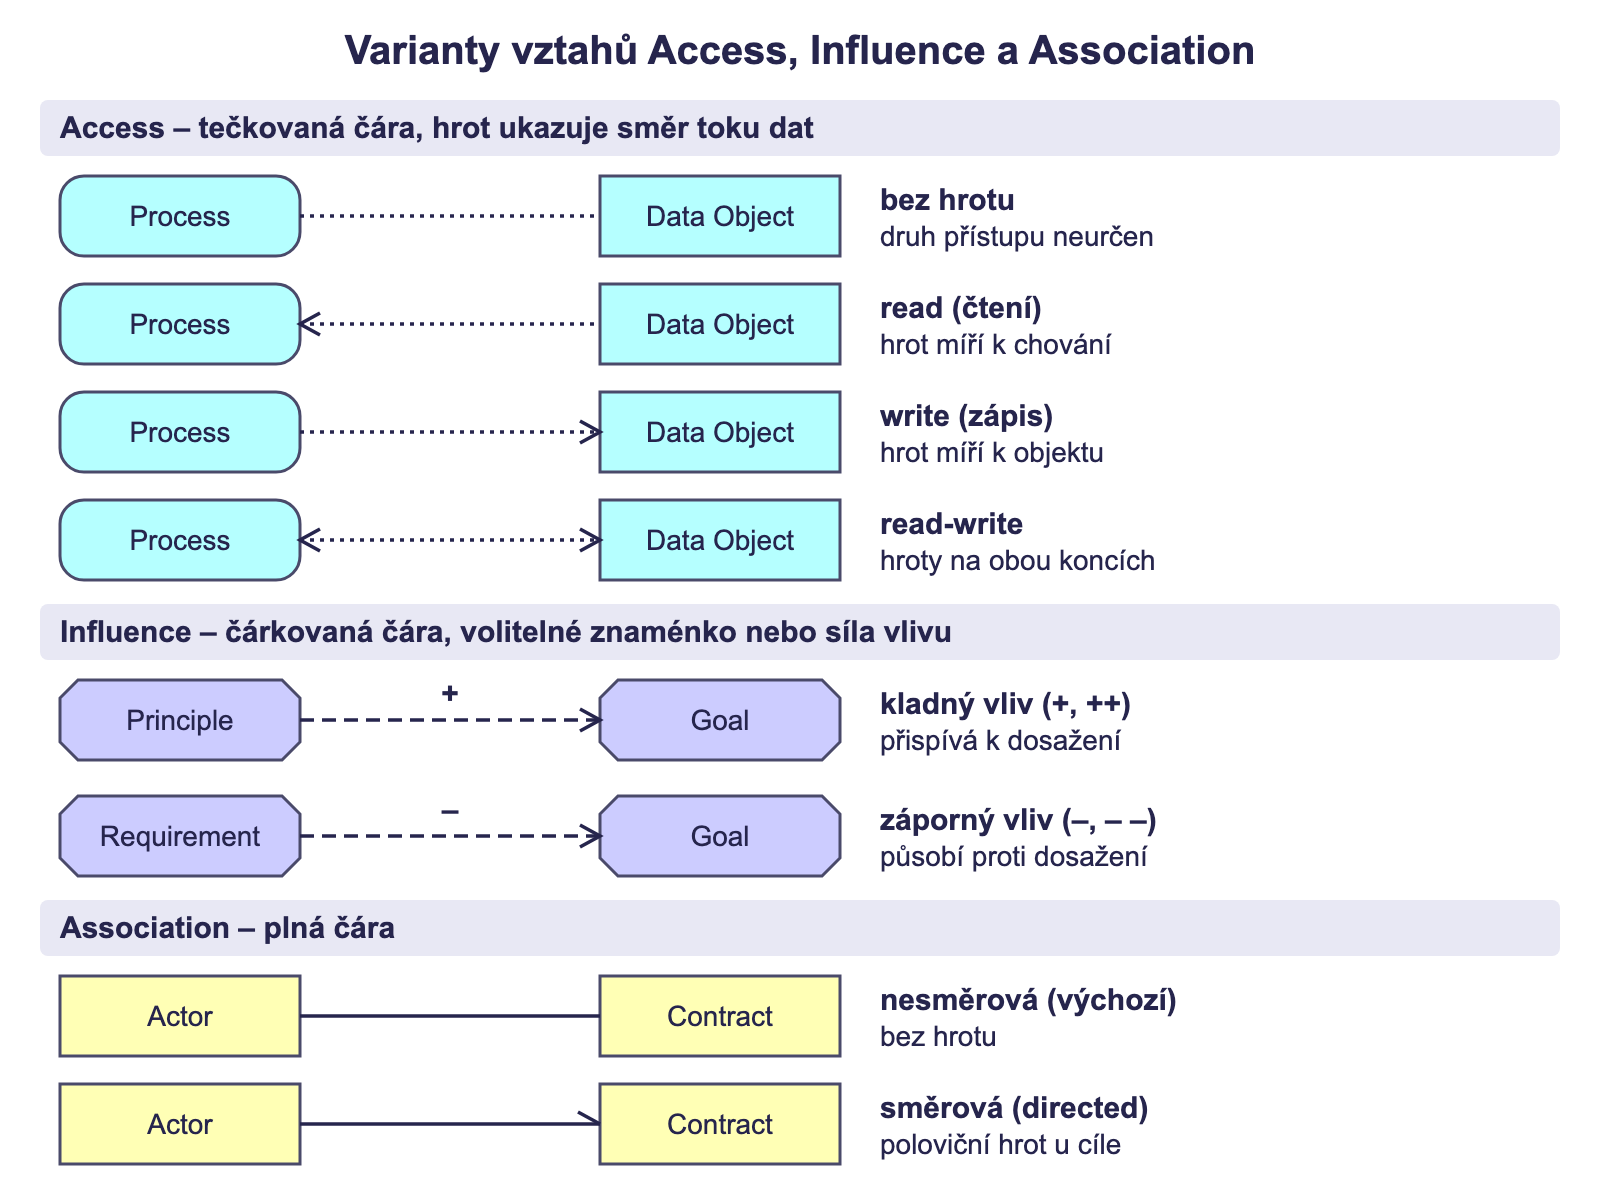 Varianty vztahů Access, Influence a Association
Access – tečkovaná čára, hrot ukazuje směr toku dat
Process
Data Object
bez hrotu
druh přístupu neurčen
Process
Data Object
read (čtení)
hrot míří k chování
Process
Data Object
write (zápis)
hrot míří k objektu
Process
Data Object
read-write
hroty na obou koncích
Influence – čárkovaná čára, volitelné znaménko nebo síla vlivu
Principle
+
Goal
kladný vliv (+, ++)
přispívá k dosažení
Requirement
–
Goal
záporný vliv (–, – –)
působí proti dosažení
Association – plná čára
Actor
Contract
nesměrová (výchozí)
bez hrotu
Actor
Contract
směrová (directed)
poloviční hrot u cíle